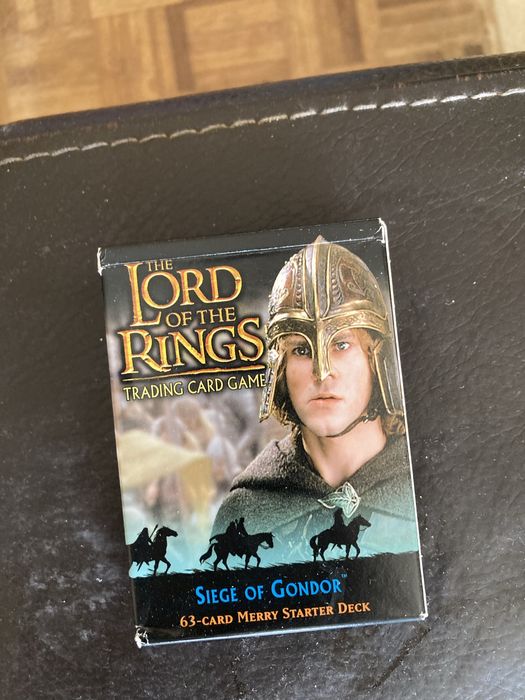 THE
LORD
OF THE
RINGS
TRADING CARD GAME
SIEGE OF GONDOR™
63-CARD MERRY STARTER DECK